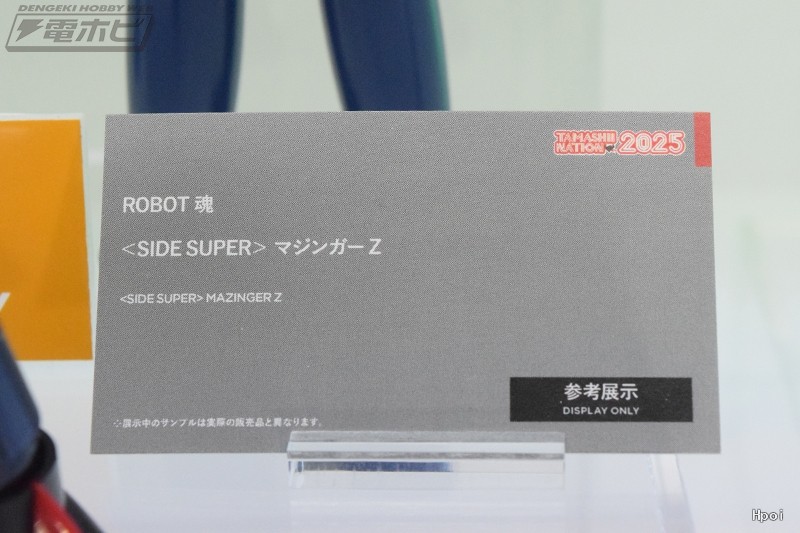 DENGEKI HOBBY WEB
電ホビ
TAMASHII NATION 2025
ROBOT 魂
<SIDE SUPER> マジンガー Z
<SIDE SUPER> MAZINGER Z
参考展示
DISPLAY ONLY
※展示中のサンプルは実際の販売品と異なります。
Hpoi